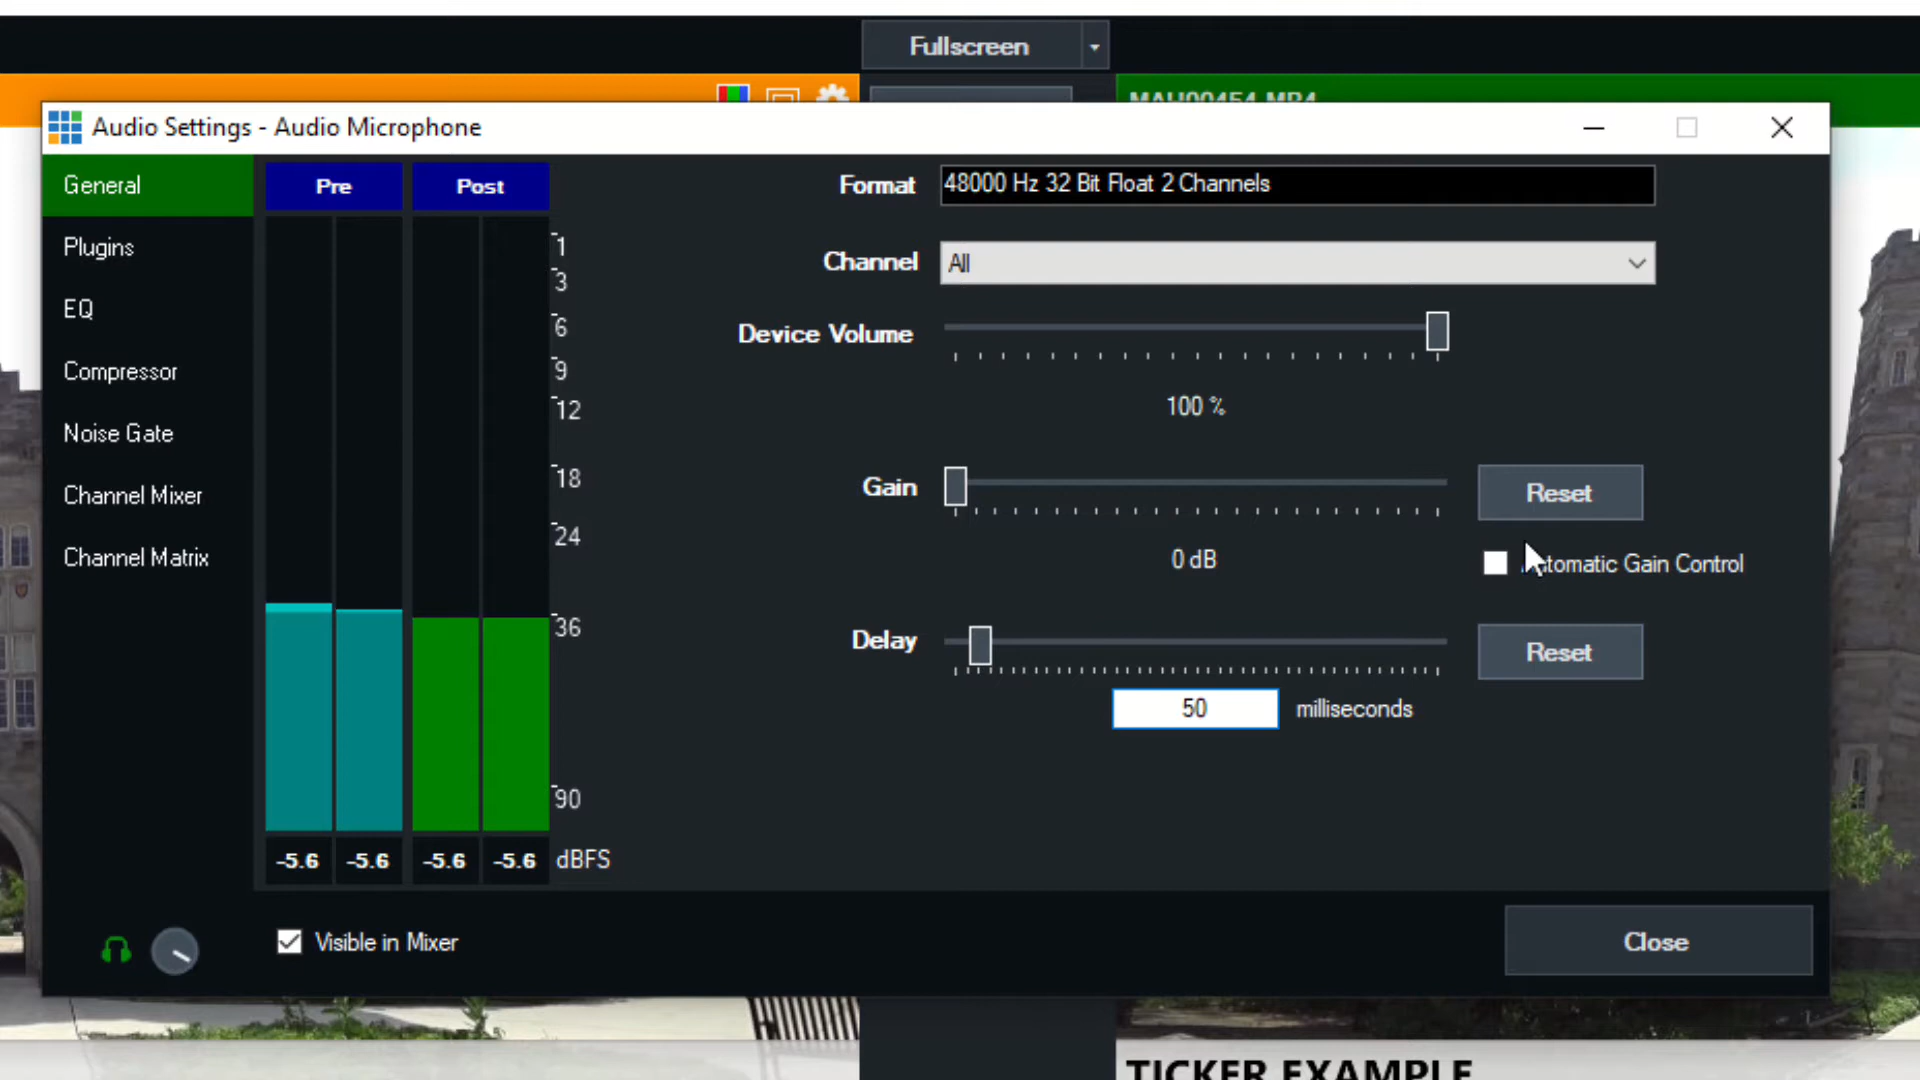 Fullscreen
Audio Settings - Audio Microphone
General
Plugins
EQ
Compressor
Noise Gate
Channel Mixer
Channel Matrix
Pre Post
1
3
6
9
12
18
24
36
90
-5.6 -5.6 -5.6 -5.6 dBFS
Format 48000 Hz 32 Bit Float 2 Channels
Channel All
Device Volume
100 %
Gain Reset
0 dB
Gain Control
Delay Reset
50 milliseconds
Visible in Mixer
Close
TICKER EXAMPLE